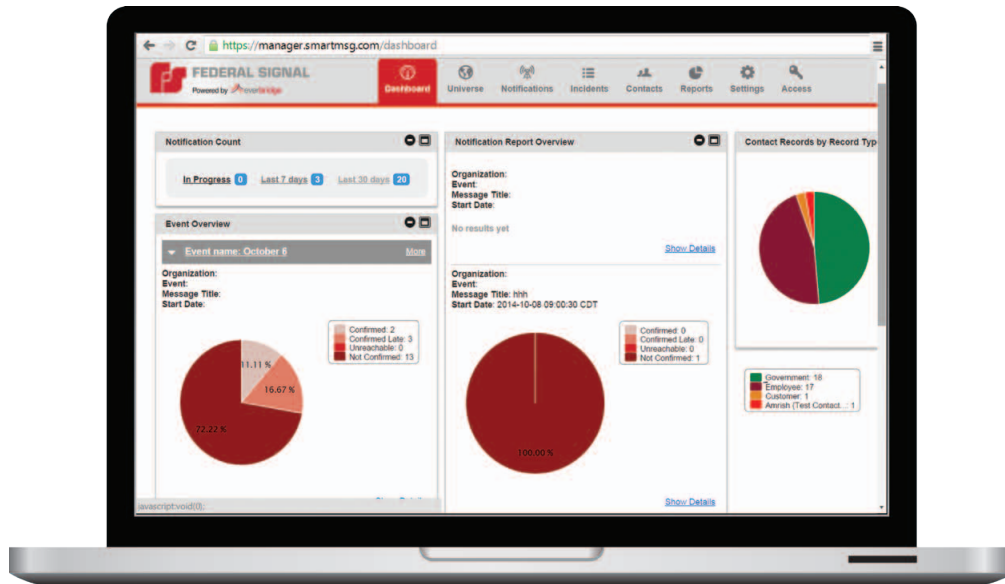 https://manager.smartmsg.com/dashboard
FEDERAL SIGNAL
Powered by everbridge
Dashboard
Universe
Notifications
Incidents
Contacts
Reports
Settings
Access
Notification Count
In Progress 0 Last 7 days 3 Last 30 days 20
Event Overview
Event name: October 6 More
Organization:
Event:
Message Title:
Start Date:
Confirmed: 2
Confirmed Late: 3
Unreachable: 0
Not Confirmed: 13
11.11 %
16.67 %
72.22 %
avascript:void(0);
Notification Report Overview
Organization:
Event:
Message Title:
Start Date:
No results yet
Show Details
Organization:
Event:
Message Title: hhh
Start Date: 2014-10-08 09:00:30 CDT
Confirmed: 0
Confirmed Late: 0
Unreachable: 0
Not Confirmed: 1
100.00 %
Show Details
Contact Records by Record Typ
Government: 18
Employee: 17
Customer: 1
Amrish (Test Contact...: 1